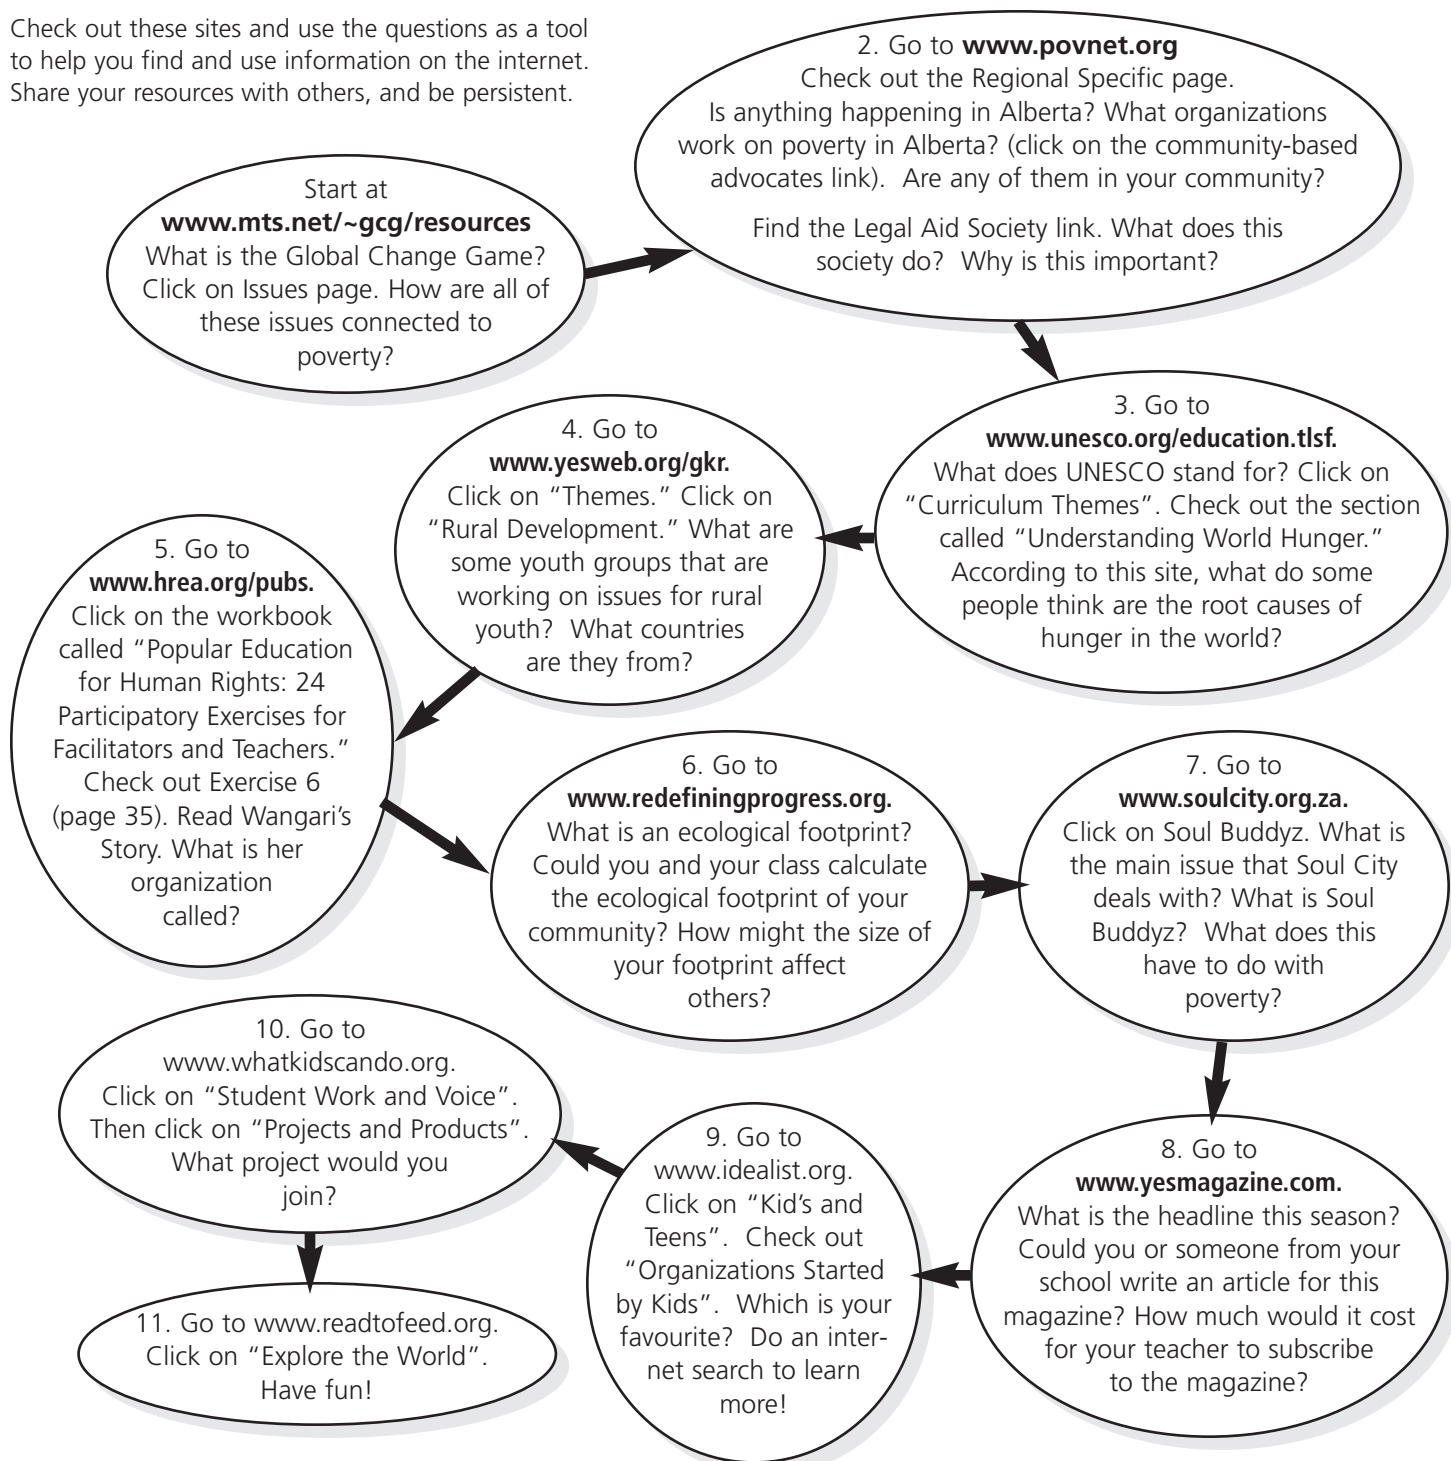 Check out these sites and use the questions as a tool
to help you find and use information on the internet.
Share your resources with others, and be persistent.
Start at
www.mts.net/~gcg/resources
What is the Global Change Game?
Click on Issues page. How are all of
these issues connected to
poverty?
2. Go to www.povnet.org
Check out the Regional Specific page.
Is anything happening in Alberta? What organizations
work on poverty in Alberta? (click on the community-based
advocates link).  Are any of them in your community?
Find the Legal Aid Society link. What does this
society do?  Why is this important?
3. Go to
www.unesco.org/education.tlsf.
What does UNESCO stand for? Click on
“Curriculum Themes”. Check out the section
called “Understanding World Hunger.”
According to this site, what do some
people think are the root causes of
hunger in the world?
4. Go to
www.yesweb.org/gkr.
Click on “Themes.” Click on
“Rural Development.” What are
some youth groups that are
working on issues for rural
youth?  What countries
are they from?
5. Go to
www.hrea.org/pubs.
Click on the workbook
called “Popular Education
for Human Rights: 24
Participatory Exercises for
Facilitators and Teachers.”
Check out Exercise 6
(page 35). Read Wangari’s
Story. What is her
organization
called?
6. Go to
www.redefiningprogress.org.
What is an ecological footprint?
Could you and your class calculate
the ecological footprint of your
community? How might the size of
your footprint affect
others?
7. Go to
www.soulcity.org.za.
Click on Soul Buddyz. What is
the main issue that Soul City
deals with? What is Soul
Buddyz?  What does this
have to do with
poverty?
8. Go to
www.yesmagazine.com.
What is the headline this season?
Could you or someone from your
school write an article for this
magazine? How much would it cost
for your teacher to subscribe
to the magazine?
9. Go to
www.idealist.org.
Click on “Kid’s and
Teens”.  Check out
“Organizations Started
by Kids”.  Which is your
favourite?  Do an inter-
net search to learn
more!
10. Go to
www.whatkidscando.org.
Click on “Student Work and Voice”.
Then click on “Projects and Products”.
What project would you
join?
11. Go to www.readtofeed.org.
Click on “Explore the World”.
Have fun!